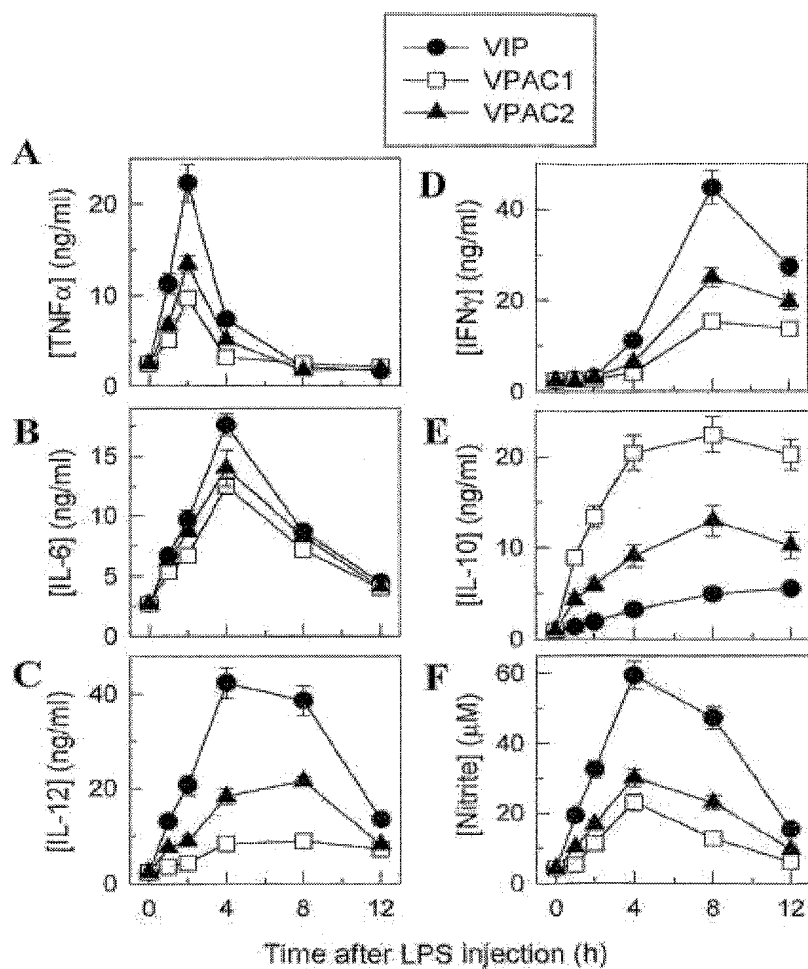 VIP
VPAC1
VPAC2
A
[TNFα] (ng/ml)
20
10
0
B
[IL-6] (ng/ml)
15
10
5
0
C
[IL-12] (ng/ml)
40
20
0
0 4 8 12
D
[IFNγ] (ng/ml)
40
20
0
E
[IL-10] (ng/ml)
20
10
0
F
[Nitrite] (µM)
60
40
20
0
0 4 8 12
Time after LPS Injection (h)